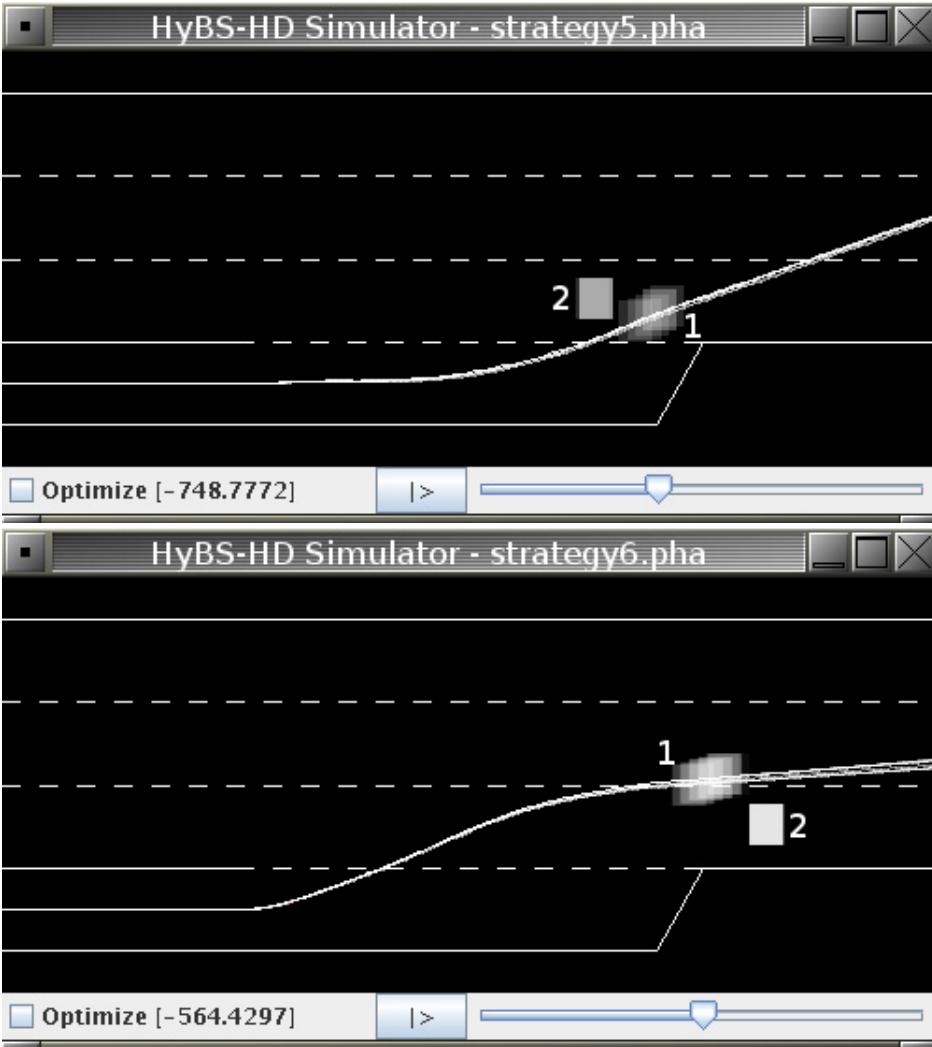 HyBS-HD Simulator - strategy5.pha
2
1
Optimize [-748.7772] |>
HyBS-HD Simulator - strategy6.pha
1
2
Optimize [-564.4297] |>